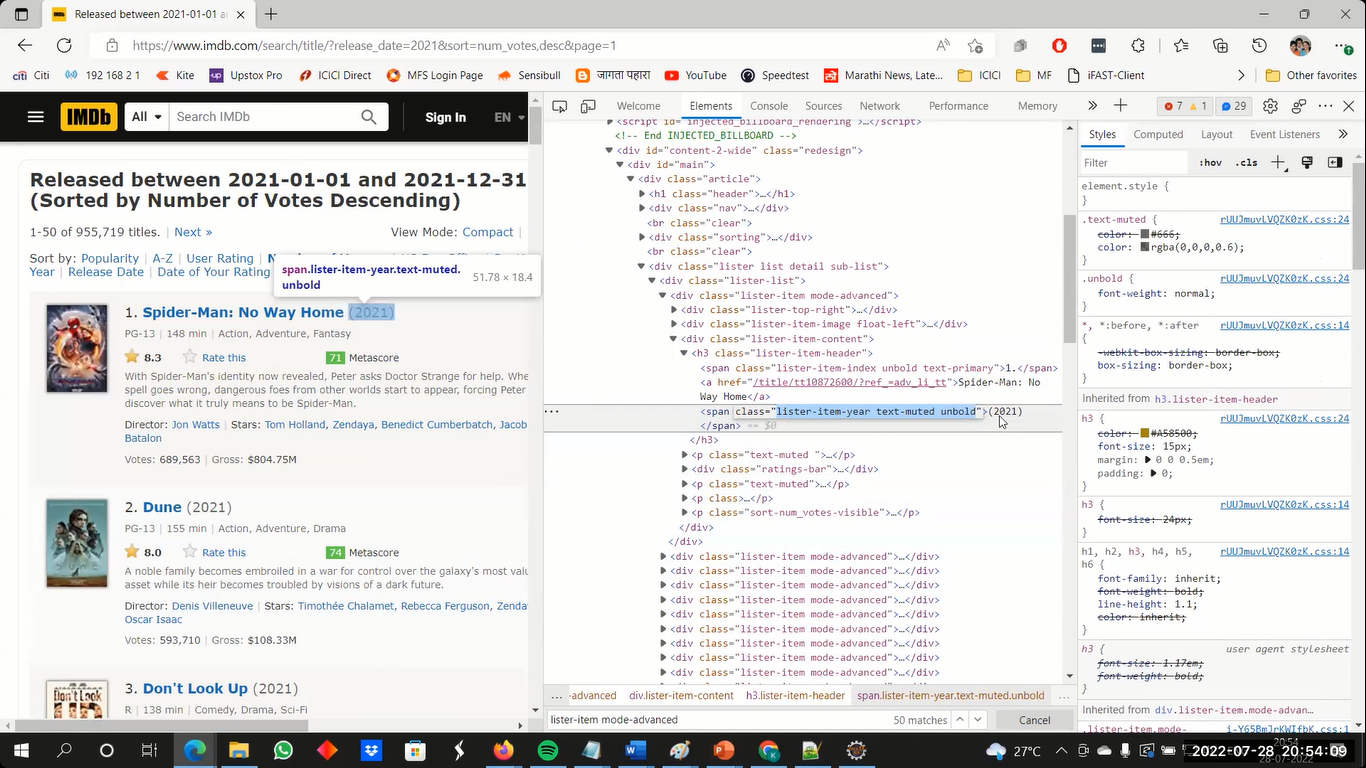 Released between 2021-01-01 an
https://www.imdb.com/search/title/?release_date=2021&sort=num_votes,desc&page=1
citi Citi 192 168 2 1 Kite up Upstox Pro ICICI Direct MFS Login Page Sensibull जागता पहारा YouTube Speedtest Marathi News, Late... ICICI MF iFAST-Client Other favorites
IMDb All Search IMDb Sign In EN
Released between 2021-01-01 and 2021-12-31
(Sorted by Number of Votes Descending)
1-50 of 955,719 titles. | Next » View Mode: Compact |
Sort by: Popularity | A-Z | User Rating |
Year | Release Date | Date of Your Rating
span.lister-item-year.text-muted.
unbold
51.78 × 18.4
1. Spider-Man: No Way Home (2021)
PG-13 | 148 min | Action, Adventure, Fantasy
8.3 Rate this 71 Metascore
With Spider-Man's identity now revealed, Peter asks Doctor Strange for help. Whe
spell goes wrong, dangerous foes from other worlds start to appear, forcing Peter
discover what it truly means to be Spider-Man.
Director: Jon Watts | Stars: Tom Holland, Zendaya, Benedict Cumberbatch, Jacob
Batalon
Votes: 689,563 | Gross: $804.75M
2. Dune (2021)
PG-13 | 155 min | Action, Adventure, Drama
8.0 Rate this 74 Metascore
A noble family becomes embroiled in a war for control over the galaxy's most valu
asset while its heir becomes troubled by visions of a dark future.
Director: Denis Villeneuve | Stars: Timothée Chalamet, Rebecca Ferguson, Zenda
Oscar Isaac
Votes: 593,710 | Gross: $108.33M
3. Don't Look Up (2021)
R | 138 min | Comedy, Drama, Sci-Fi
DON'T LOOK
Welcome Elements Console Sources Network Performance Memory 7 1 29
<script id="injected_billboard_rendering">…</script>
<!-- End INJECTED_BILLBOARD -->
<div id="content-2-wide" class="redesign">
<div id="main">
<div class="article">
<h1 class="header">…</h1>
<div class="nav">…</div>
<br class="clear">
<div class="sorting">…</div>
<br class="clear">
<div class="lister list detail sub-list">
<div class="lister-list">
<div class="lister-item mode-advanced">
<div class="lister-top-right">…</div>
<div class="lister-item-image float-left">…</div>
<div class="lister-item-content">
<h3 class="lister-item-header">
<span class="lister-item-index unbold text-primary">1.</span>
<a href="/title/tt10872600/?ref_=adv_li_tt">Spider-Man: No
Way Home</a>
<span class="lister-item-year text-muted unbold">(2021)
</span> == $0
</h3>
<p class="text-muted ">…</p>
<div class="ratings-bar">…</div>
<p class="text-muted">…</p>
<p class>…</p>
<p class="sort-num_votes-visible">…</p>
</div>
</div>
<div class="lister-item mode-advanced">…</div>
<div class="lister-item mode-advanced">…</div>
<div class="lister-item mode-advanced">…</div>
<div class="lister-item mode-advanced">…</div>
<div class="lister-item mode-advanced">…</div>
<div class="lister-item mode-advanced">…</div>
<div class="lister-item mode-advanced">…</div>
<div class="lister-item mode-advanced">…</div>
<div class="lister-item mode-advanced">…</div>
… -advanced div.lister-item-content h3.lister-item-header span.lister-item-year.text-muted.unbold …
lister-item mode-advanced 50 matches Cancel
Styles Computed Layout Event Listeners
Filter :hov .cls
element.style {
}
.text-muted { rUUJmuvLVQZK0zK.css:24
color: #666;
color: rgba(0,0,0,0.6);
}
.unbold { rUUJmuvLVQZK0zK.css:24
font-weight: normal;
}
*, *:before, *:after rUUJmuvLVQZK0zK.css:14
{
-webkit-box-sizing: border-box;
box-sizing: border-box;
}
Inherited from h3.lister-item-header
h3 { rUUJmuvLVQZK0zK.css:24
color: #A58500;
font-size: 15px;
margin: 0 0 0.5em;
padding: 0;
}
h3 { rUUJmuvLVQZK0zK.css:14
font-size: 24px;
}
h1, h2, h3, h4, h5, rUUJmuvLVQZK0zK.css:14
h6 {
font-family: inherit;
font-weight: bold;
line-height: 1.1;
color: inherit;
}
h3 { user agent stylesheet
font-size: 1.17em;
font-weight: bold;
}
Inherited from div.lister-item.mode-advan…
.lister-item.mode- i-Y65BmJrKWIfbK.css:1
27°C 2022-07-28 20:54:09
28-07-2022